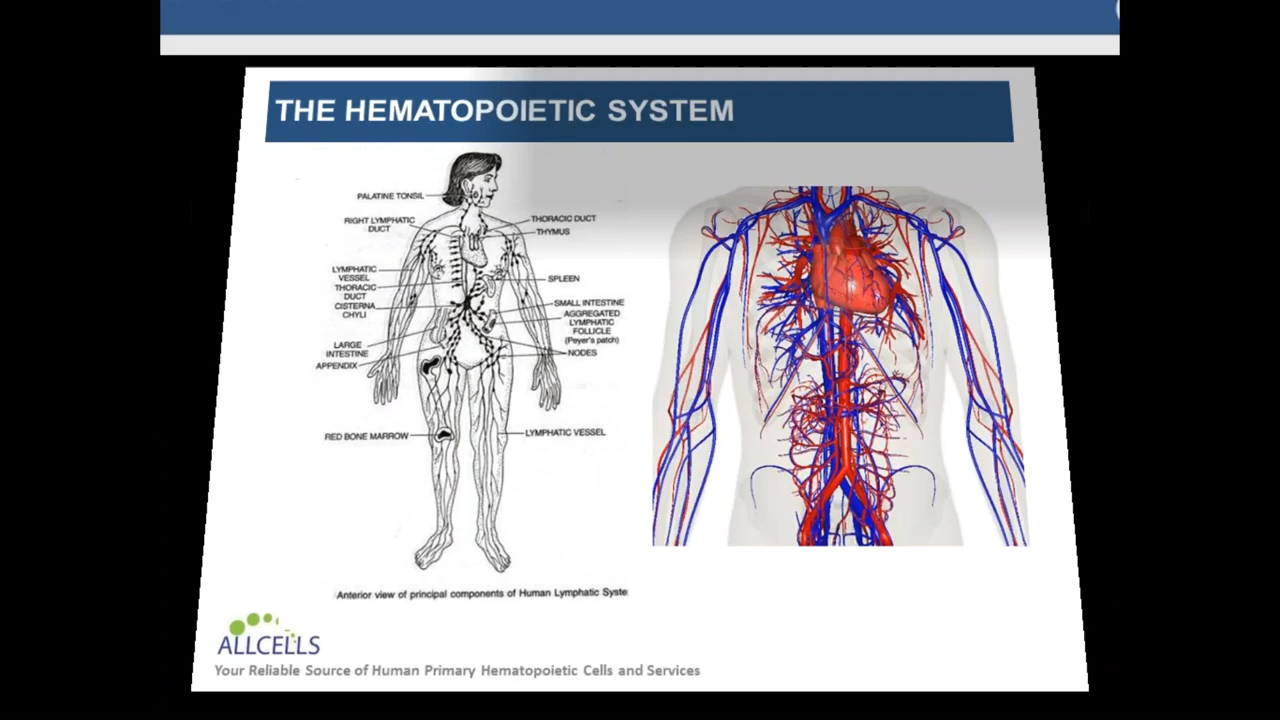 THE HEMATOPOIETIC SYSTEM
PALATINE TONSIL
RIGHT LYMPHATIC
DUCT
LYMPHATIC
VESSEL
THORACIC
DUCT
CISTERNA
CHYLI
LARGE
INTESTINE
APPENDIX
RED BONE MARROW
THORACIC DUCT
THYMUS
SPLEEN
SMALL INTESTINE
AGGREGATED
LYMPHATIC
FOLLICLE
(Peyer's patch)
NODES
LYMPHATIC VESSEL
Anterior view of principal components of Human Lymphatic Syste
ALLCELLS
Your Reliable Source of Human Primary Hematopoietic Cells and Services